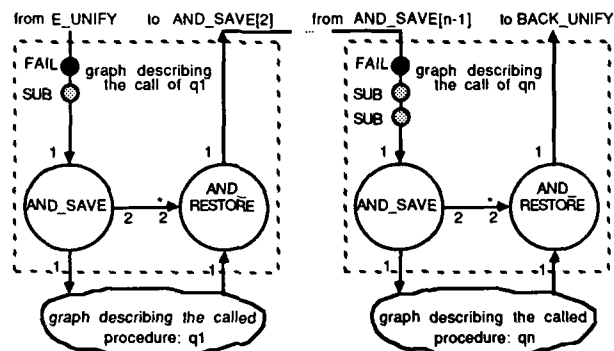 from E_UNIFY to AND_SAVE[2] from AND_SAVE[n-1] to BACK_UNIFY
FAIL
graph describing
the call of q1
SUB
1
1
AND_SAVE
2
2
AND_
RESTORE
1
1
graph describing the called
procedure: q1
FAIL
graph describing
the call of qn
SUB
SUB
1
1
AND_SAVE
2
2
AND_
RESTORE
1
1
graph describing the called
procedure: qn